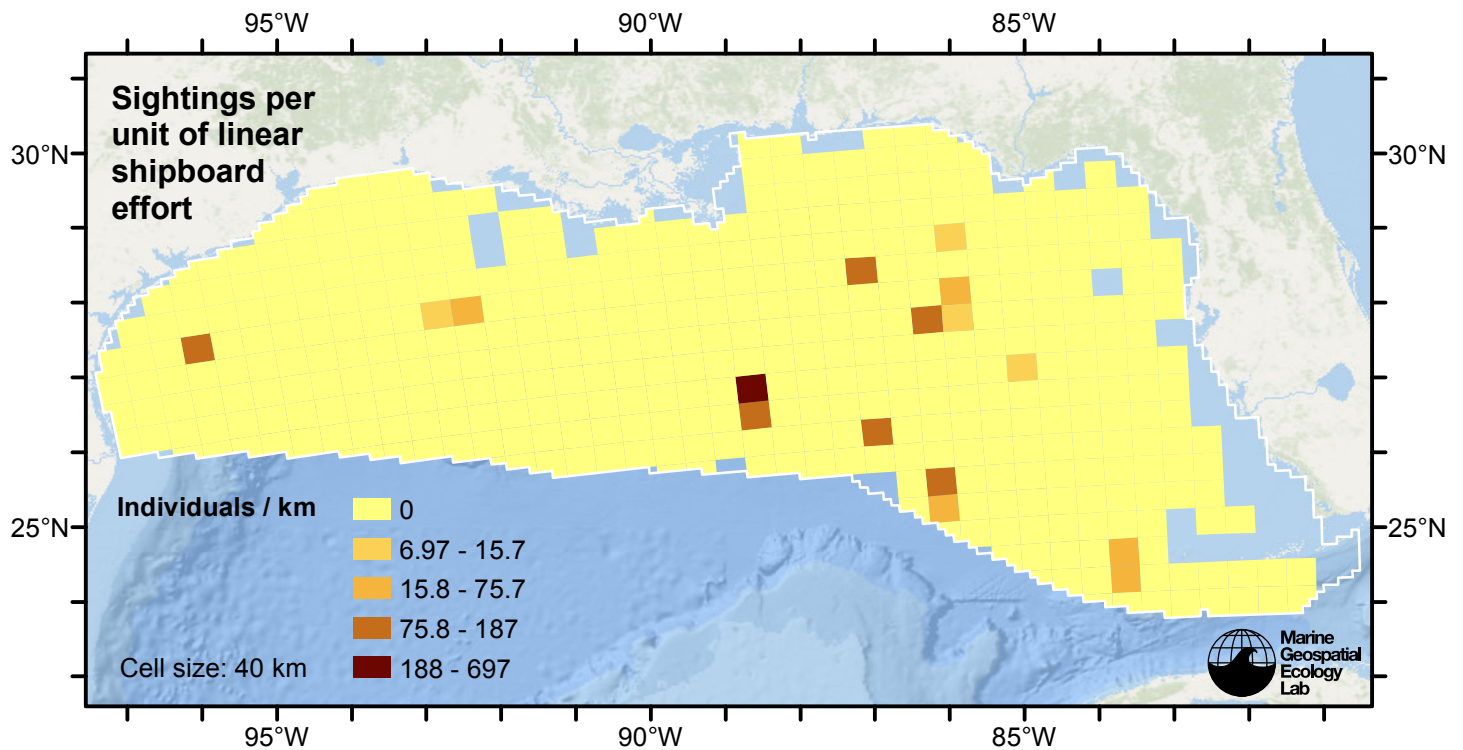 95°W 90°W 85°W
Sightings per
unit of linear
shipboard
effort
30°N 30°N
25°N 25°N
Individuals / km
0
6.97 - 15.7
15.8 - 75.7
75.8 - 187
188 - 697
Cell size: 40 km
Marine
Geospatial
Ecology
Lab
95°W 90°W 85°W